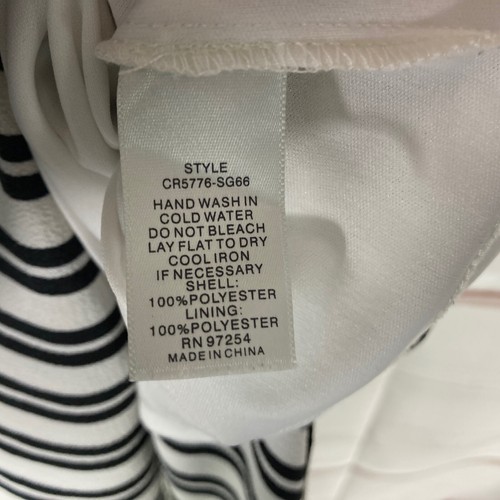 STYLE
CR5776-SG66
HAND WASH IN
COLD WATER
DO NOT BLEACH
LAY FLAT TO DRY
COOL IRON
IF NECESSARY
SHELL:
100%POLYESTER
LINING:
100%POLYESTER
RN 97254
MADE IN CHINA